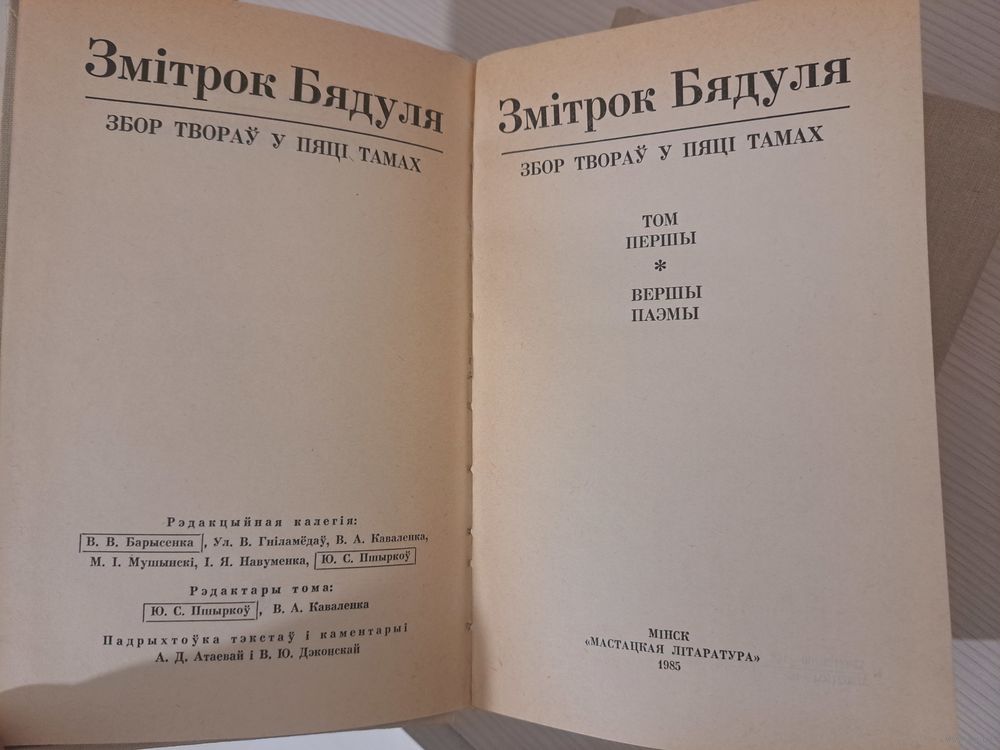 Змітрок Бядуля
ЗБОР ТВОРАЎ У ПЯЦІ ТАМАХ
Рэдакцыйная калегія:
В. В. Барысенка, Ул. В. Гніламёдаў, В. А. Каваленка,
М. І. Мушынскі, І. Я. Навуменка, Ю. С. Пшыркоў
Рэдактары тома:
Ю. С. Пшыркоў, В. А. Каваленка
Падрыхтоўка тэкстаў і каментарыі
А. Д. Атаевай і В. Ю. Дэконскай
Змітрок Бядуля
ЗБОР ТВОРАЎ У ПЯЦІ ТАМАХ
ТОМ
ПЕРШЫ
*
ВЕРШЫ
ПАЭМЫ
МІНСК
«МАСТАЦКАЯ ЛІТАРАТУРА»
1985